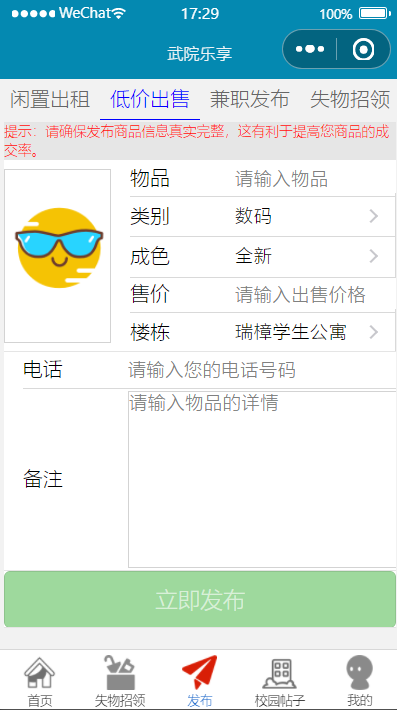 WeChat 17:29 100%
武院乐享
闲置出租 低价出售 兼职发布 失物招领
提示：请确保发布商品信息真实完整，这有利于提高您商品的成
交率。
物品 请输入物品
类别 数码
成色 全新
售价 请输入出售价格
楼栋 瑞樟学生公寓
电话 请输入您的电话号码
备注 请输入物品的详情
立即发布
首页 失物招领 发布 校园帖子 我的